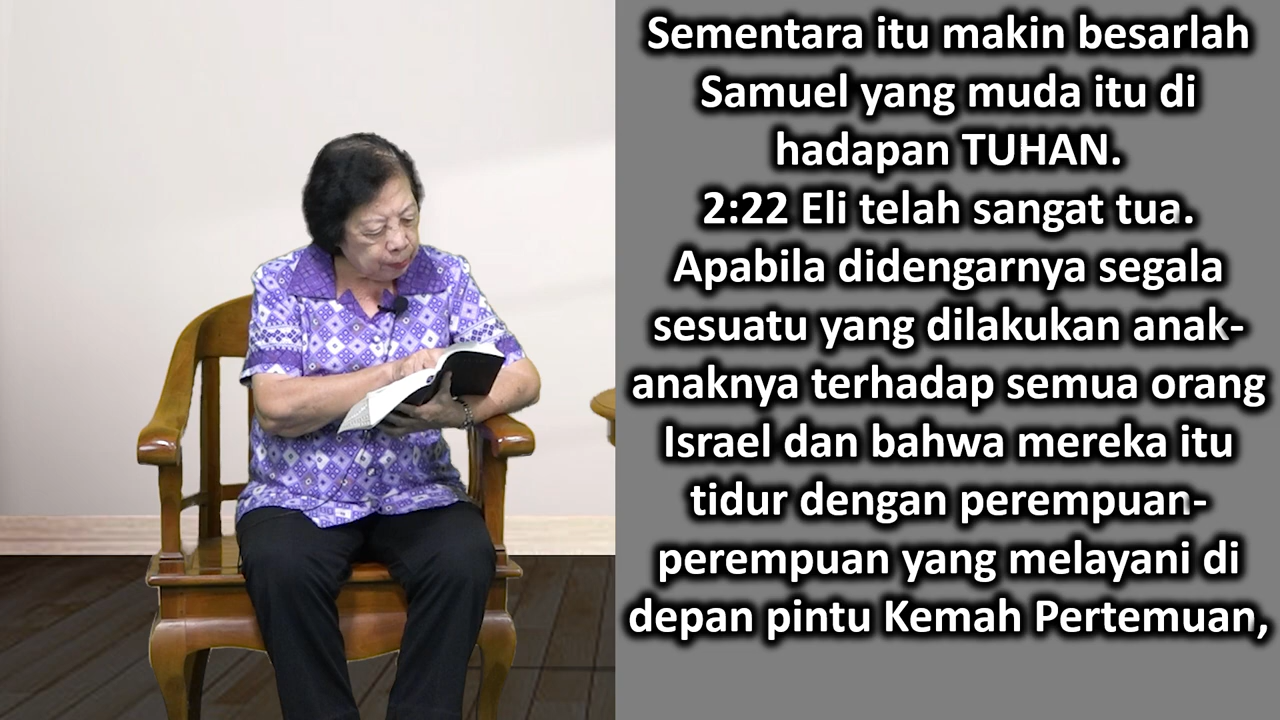 Sementara itu makin besarlah
Samuel yang muda itu di
hadapan TUHAN.
2:22 Eli telah sangat tua.
Apabila didengarnya segala
sesuatu yang dilakukan anak-
anaknya terhadap semua orang
Israel dan bahwa mereka itu
tidur dengan perempuan-
perempuan yang melayani di
depan pintu Kemah Pertemuan,